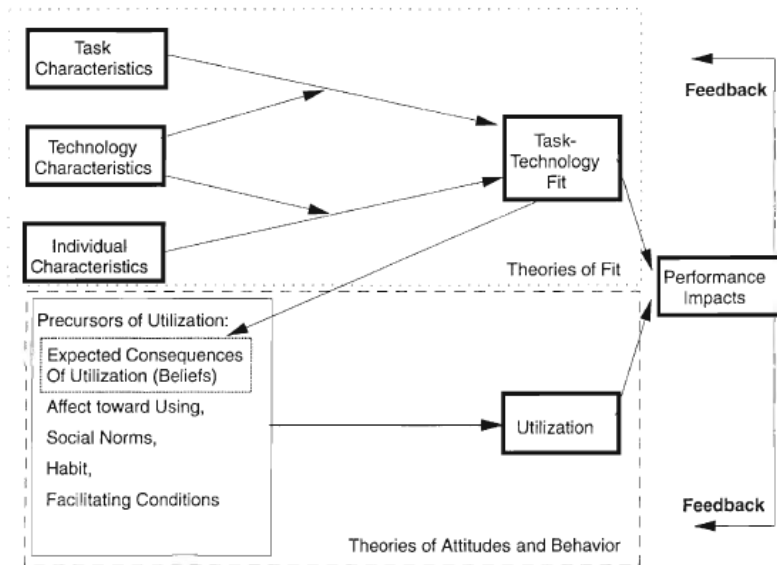 Task
Characteristics
Feedback
Technology
Characteristics
Task-
Technology
Fit
Individual
Characteristics
Theories of Fit
Performance
Impacts
Precursors of Utilization:
Expected Consequences
Of Utilization (Beliefs)
Affect toward Using,
Social Norms,
Habit,
Facilitating Conditions
Utilization
Feedback
Theories of Attitudes and Behavior